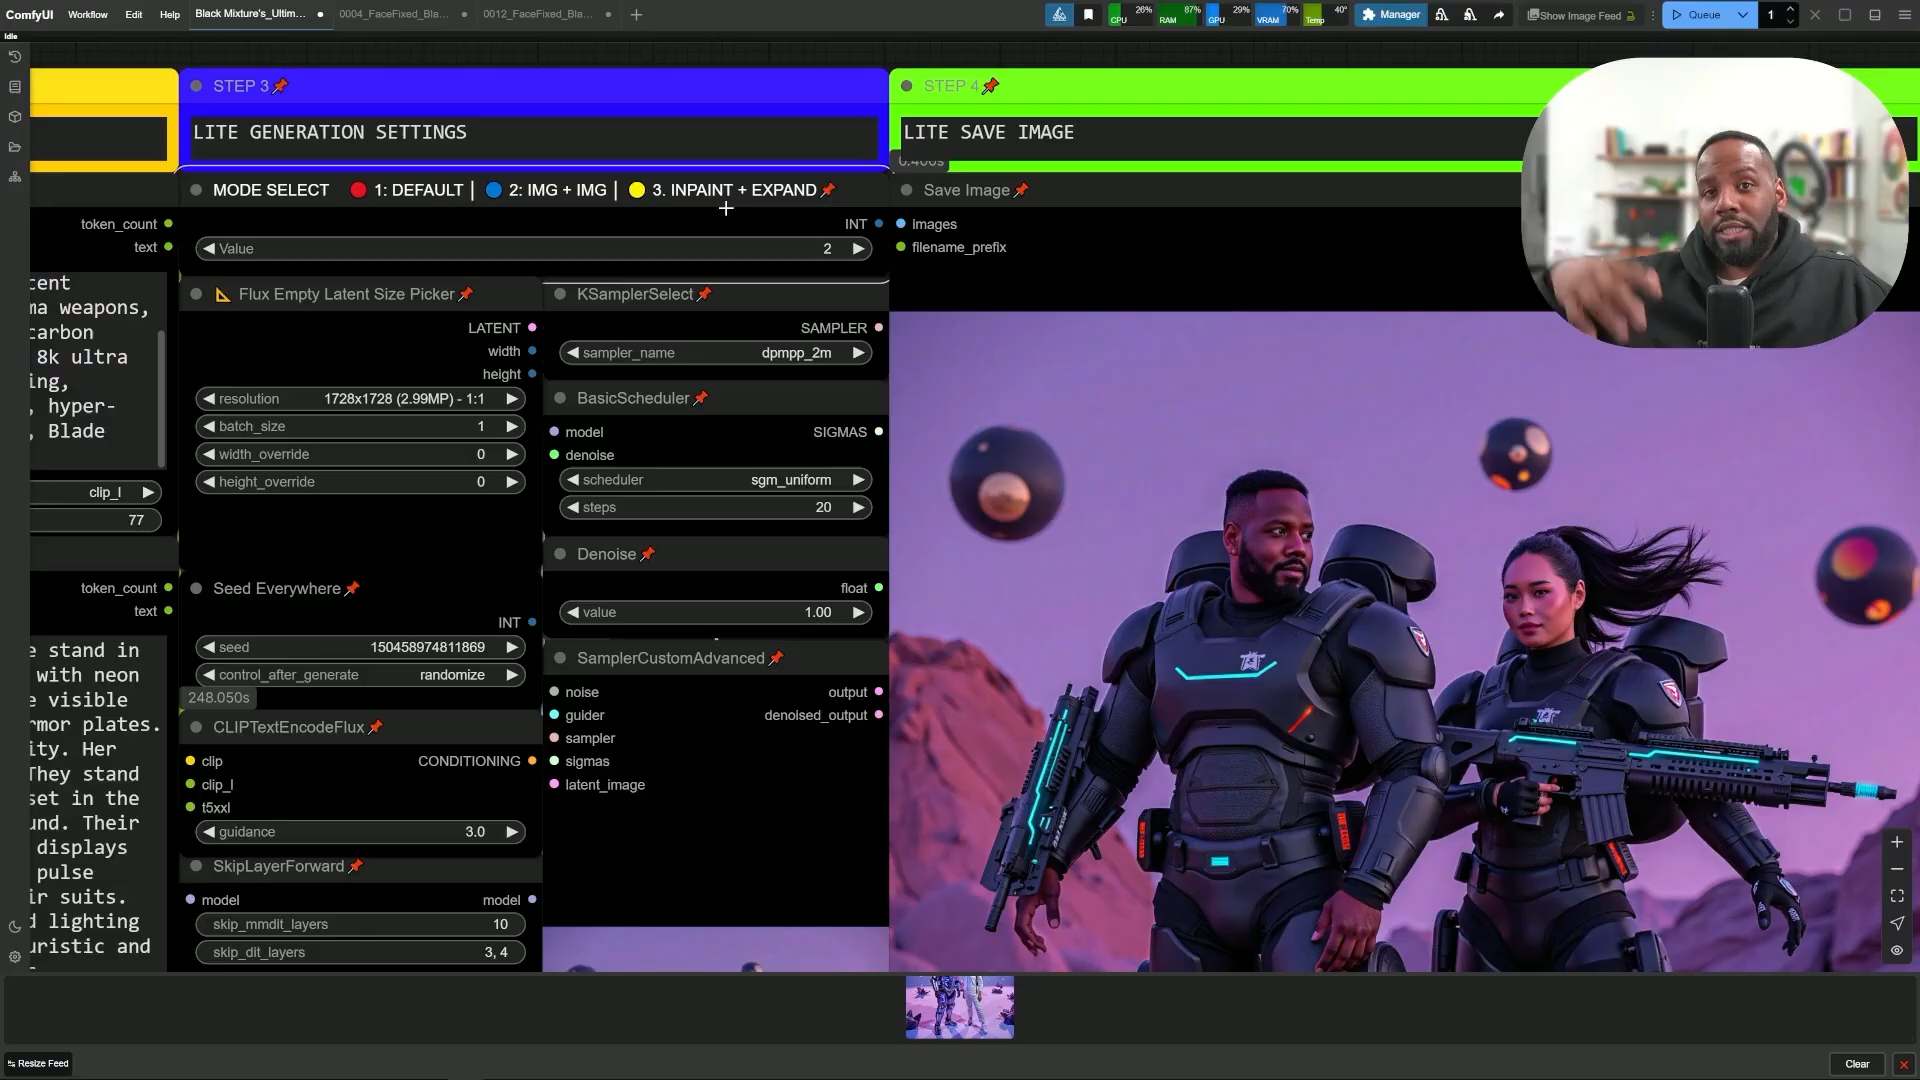 ComfyUI Workflow Edit Help Black Mixture's_Ultim... 0004_FaceFixed_Bla... 0012_FaceFixed_Bla...
CPU 26% RAM 87% GPU 29% VRAM 70% Temp 40° Manager Show Image Feed Queue 1
Idle
STEP 3
LITE GENERATION SETTINGS
MODE SELECT 1: DEFAULT | 2: IMG + IMG | 3. INPAINT + EXPAND
INT
Value 2
token_count
text
cent
ma weapons,
carbon
8k ultra
ing,
, hyper-
, Blade
clip_l
77
token_count
text
e stand in
with neon
e visible
rmor plates.
ity. Her
They stand
set in the
und. Their
displays
pulse
ir suits.
d lighting
uristic and
Flux Empty Latent Size Picker
LATENT
width
height
resolution 1728x1728 (2.99MP) - 1:1
batch_size 1
width_override 0
height_override 0
Seed Everywhere
INT
seed 150458974811869
control_after_generate randomize
248.050s
CLIPTextEncodeFlux
clip CONDITIONING
clip_l
t5xxl
guidance 3.0
SkipLayerForward
model model
skip_mmdit_layers 10
skip_dit_layers 3, 4
KSamplerSelect
SAMPLER
sampler_name dpmpp_2m
BasicScheduler
model SIGMAS
denoise
scheduler sgm_uniform
steps 20
Denoise
float
value 1.00
SamplerCustomAdvanced
noise output
guider denoised_output
sampler
sigmas
latent_image
STEP 4
LITE SAVE IMAGE
Save Image
images
filename_prefix
Resize Feed
Clear